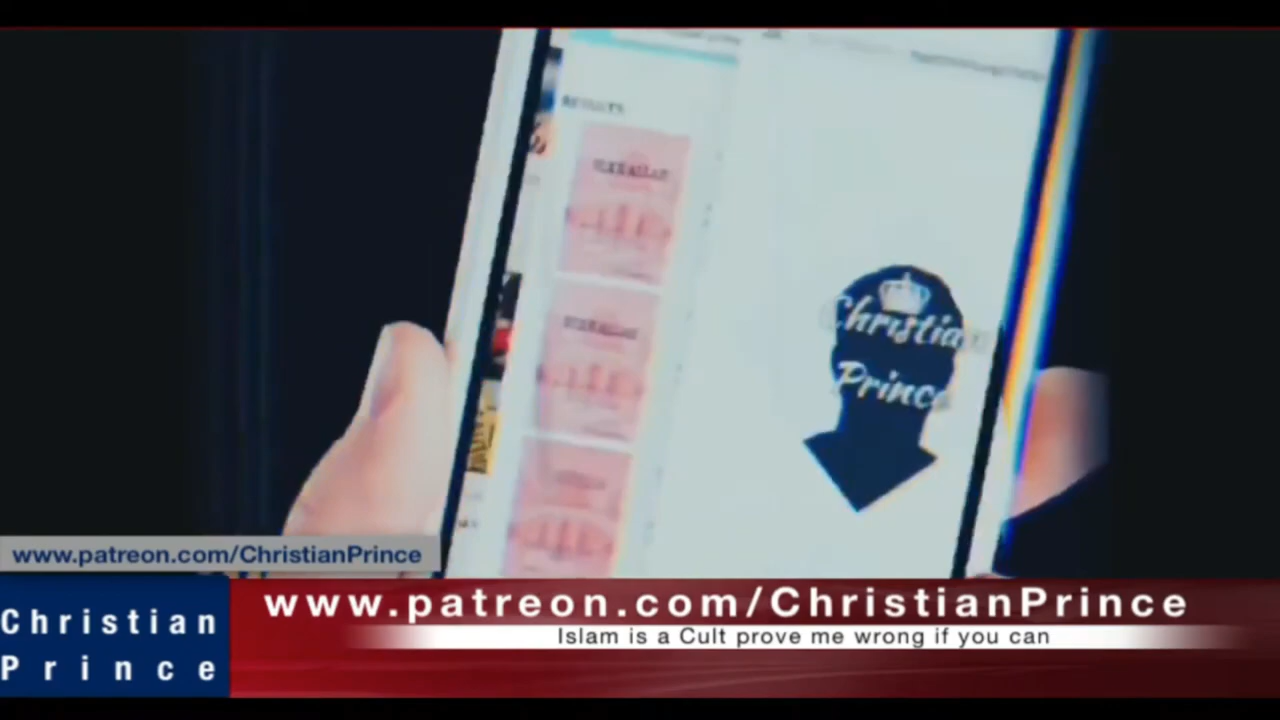 RESULTS
Christian
Prince
www.patreon.com/ChristianPrince
www.patreon.com/ChristianPrince
Islam is a Cult prove me wrong if you can
Christian
Prince